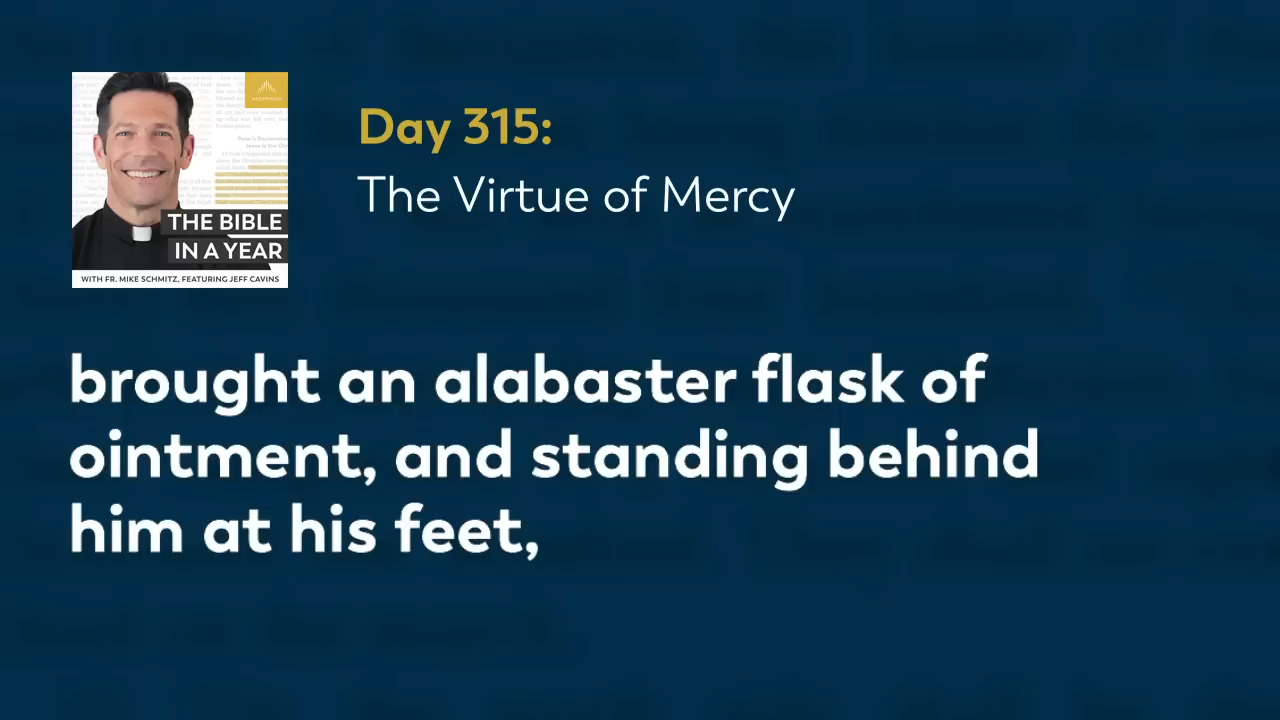 Day 315:
The Virtue of Mercy
THE BIBLE
IN A YEAR
WITH FR. MIKE SCHMITZ, FEATURING JEFF CAVINS
brought an alabaster flask of
ointment, and standing behind
him at his feet,